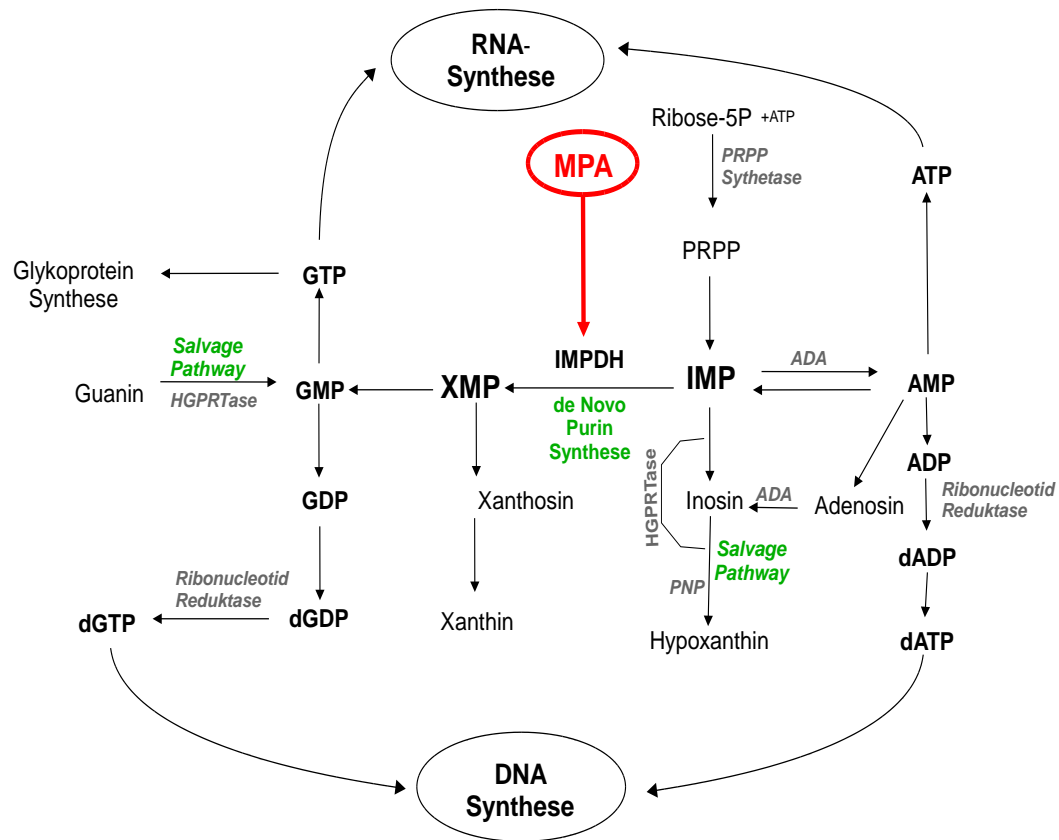 RNA-
Synthese
Ribose-5P +ATP
MPA
PRPP
Sythetase
ATP
PRPP
Glykoprotein
Synthese
GTP
Salvage
Pathway
IMPDH
ADA
Guanin
HGPRTase
GMP
XMP
IMP
AMP
de Novo
Purin
Synthese
ADP
HGPRTase
GDP
Xanthosin
Inosin
ADA
Adenosin
Ribonucleotid
Reduktase
Salvage
Pathway
dADP
Ribonucleotid
Reduktase
PNP
dGTP
dGDP
Xanthin
Hypoxanthin
dATP
DNA
Synthese